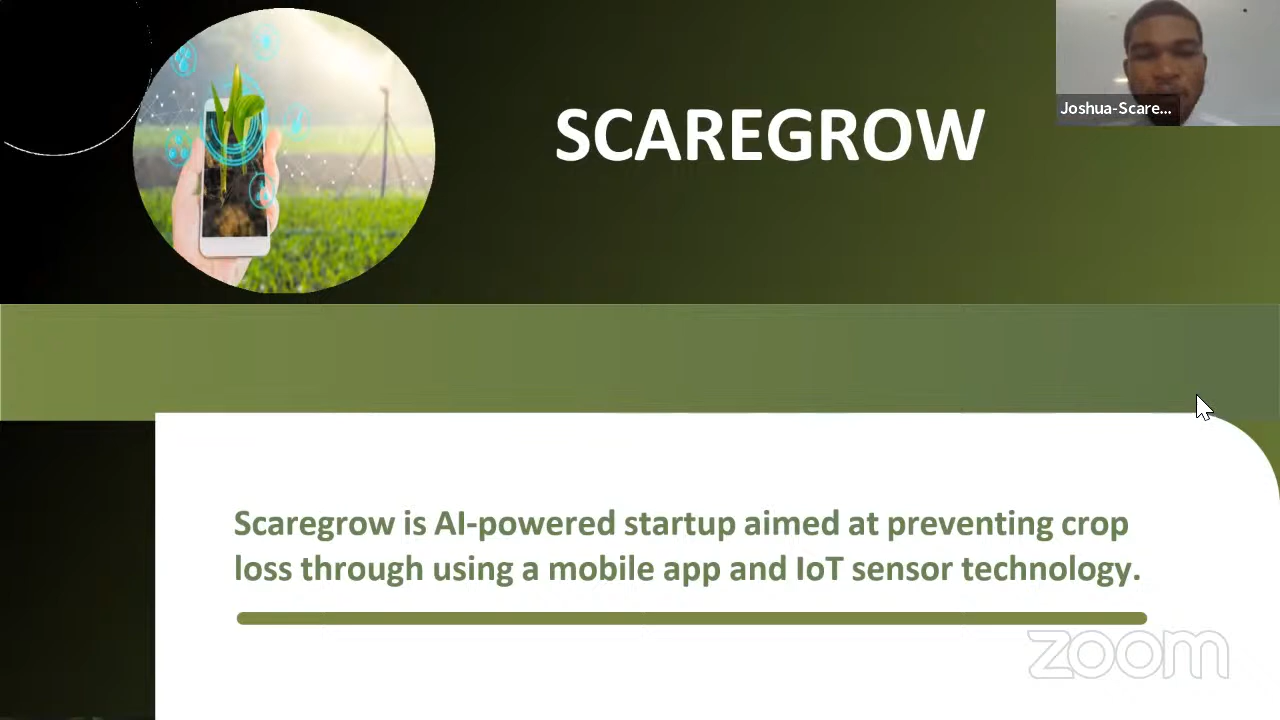 SCAREGROW
Joshua-Scare...
Scaregrow is AI-powered startup aimed at preventing crop
loss through using a mobile app and IoT sensor technology.
zoom